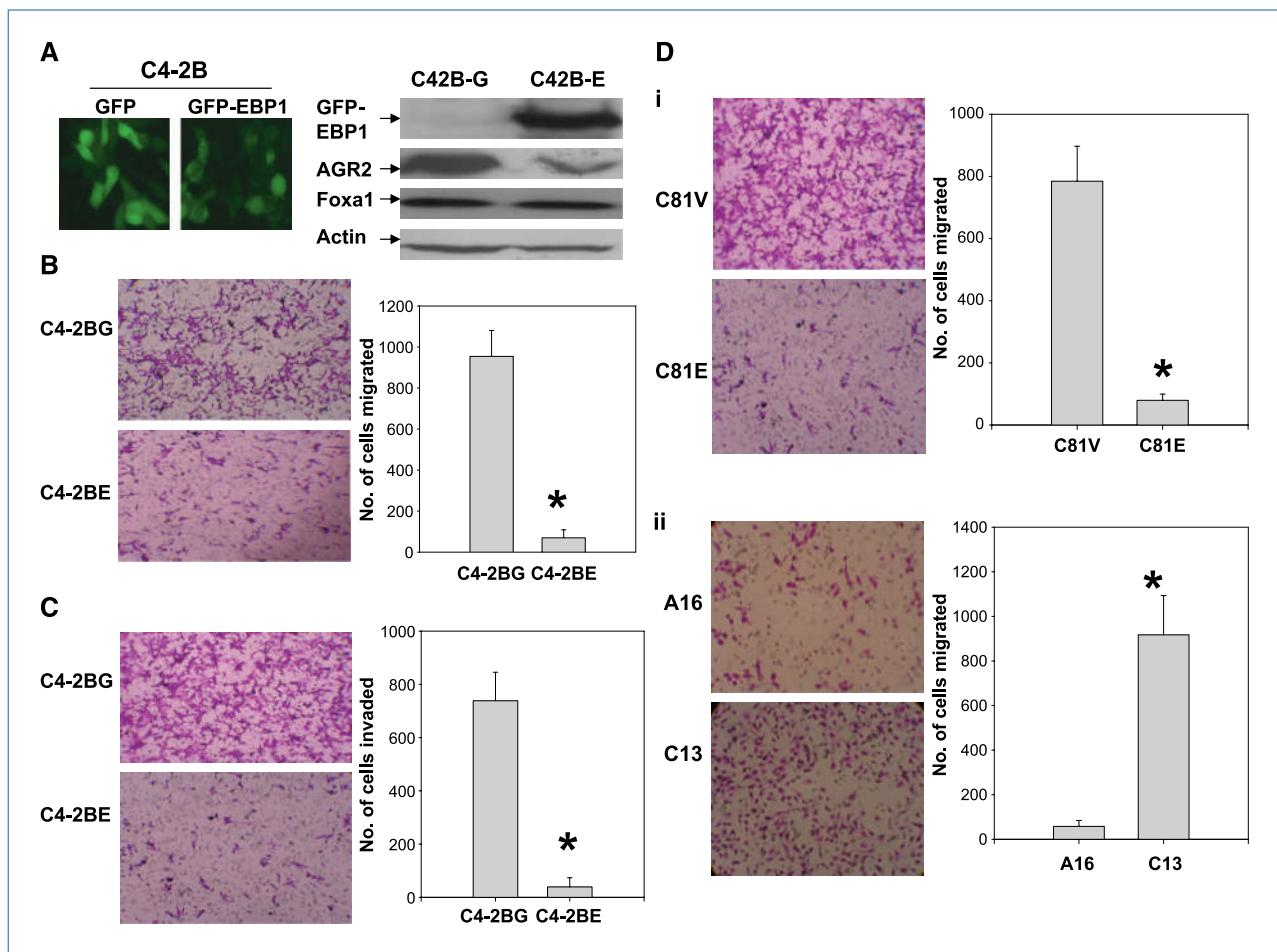 A
C4-2B
GFP
GFP-EBP1
C42B-G
C42B-E
GFP-
EBP1
AGR2
Foxa1
Actin
B
C4-2BG
C4-2BE
No. of cells migrated
1200
1000
800
600
400
200
0
*
C4-2BG
C4-2BE
C
C4-2BG
C4-2BE
No. of cells invaded
1000
800
600
400
200
0
*
C4-2BG
C4-2BE
D
i
C81V
C81E
No. of cells migrated
1000
800
600
400
200
0
*
C81V
C81E
ii
A16
C13
No. of cells migrated
1400
1200
1000
800
600
400
200
0
*
A16
C13